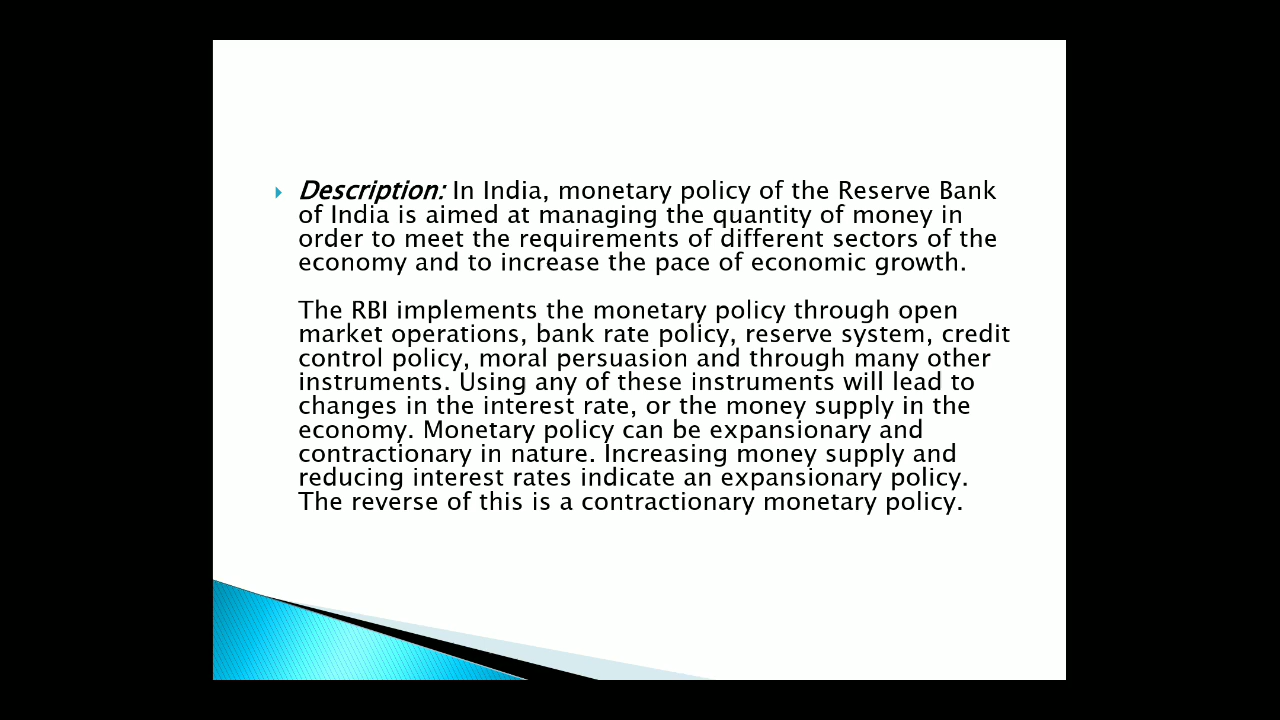 Description: In India, monetary policy of the Reserve Bank
of India is aimed at managing the quantity of money in
order to meet the requirements of different sectors of the
economy and to increase the pace of economic growth.
The RBI implements the monetary policy through open
market operations, bank rate policy, reserve system, credit
control policy, moral persuasion and through many other
instruments. Using any of these instruments will lead to
changes in the interest rate, or the money supply in the
economy. Monetary policy can be expansionary and
contractionary in nature. Increasing money supply and
reducing interest rates indicate an expansionary policy.
The reverse of this is a contractionary monetary policy.